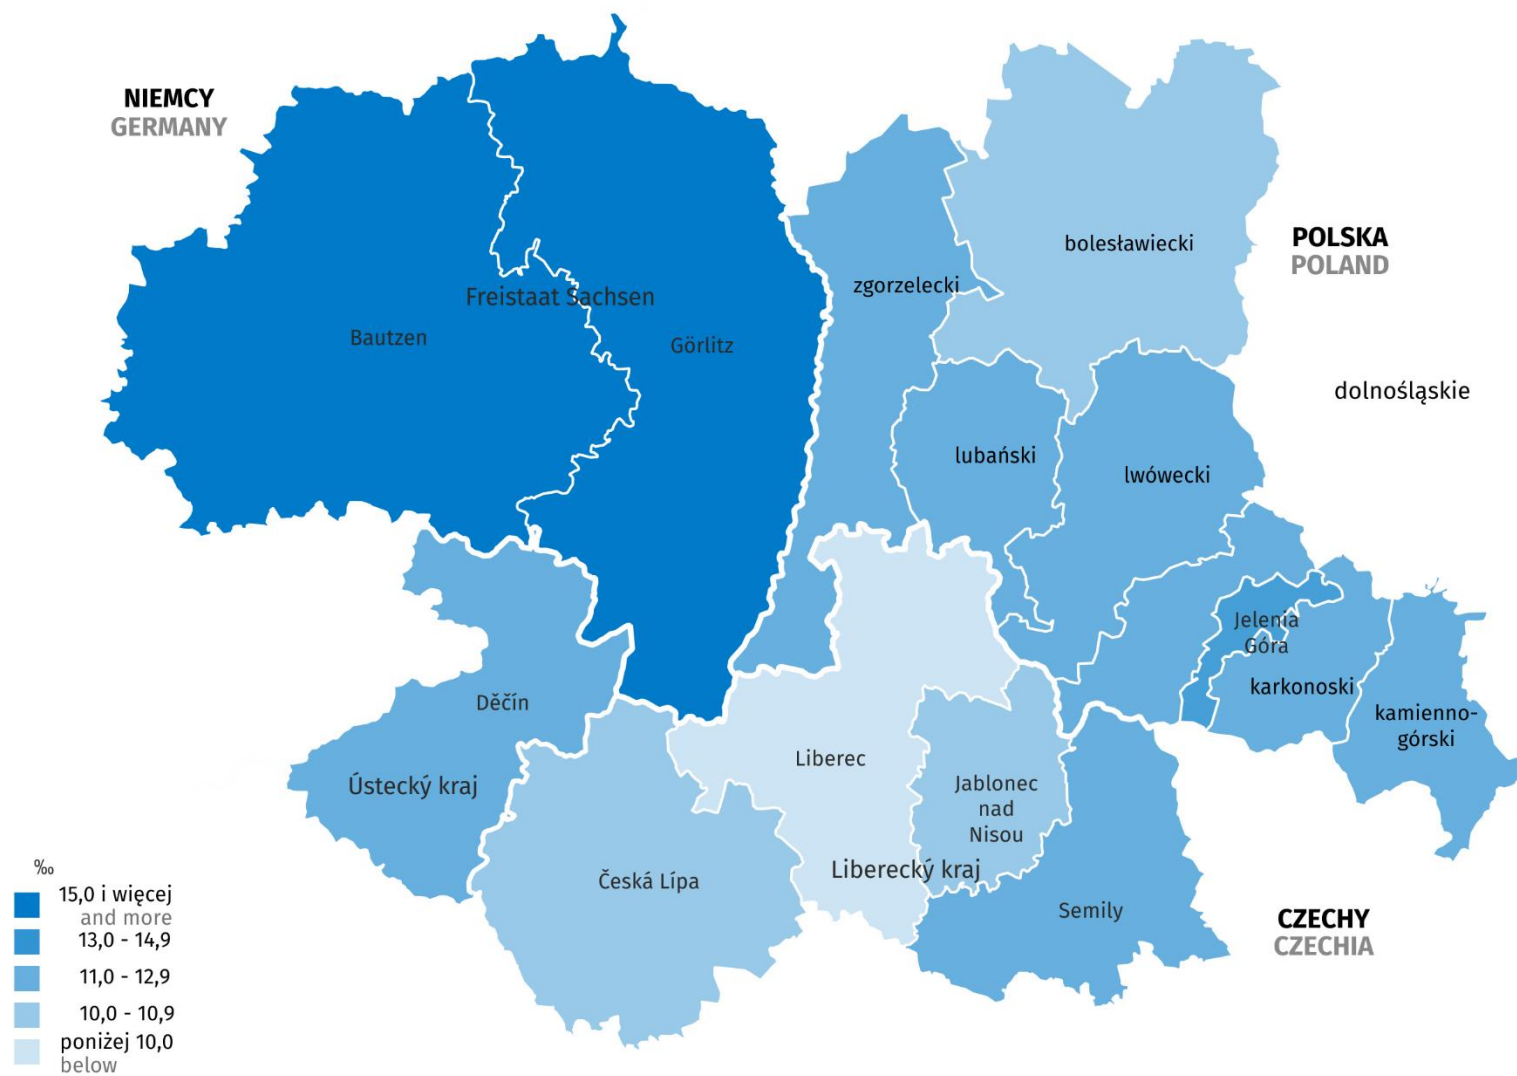 NIEMCY
GERMANY
bolesławiecki
POLSKA
POLAND
zgorzelecki
Freistaat Sachsen
Bautzen
Görlitz
dolnośląskie
lubański
lwówecki
Jelenia
Góra
karkonoski
kamienno-
górski
Děčín
Ústecký kraj
Liberec
Jablonec
nad
Nisou
Liberecký kraj
Česká Lípa
Semily
CZECHY
CZECHIA
‰
15,0 i więcej
and more
13,0 - 14,9
11,0 - 12,9
10,0 - 10,9
poniżej 10,0
below